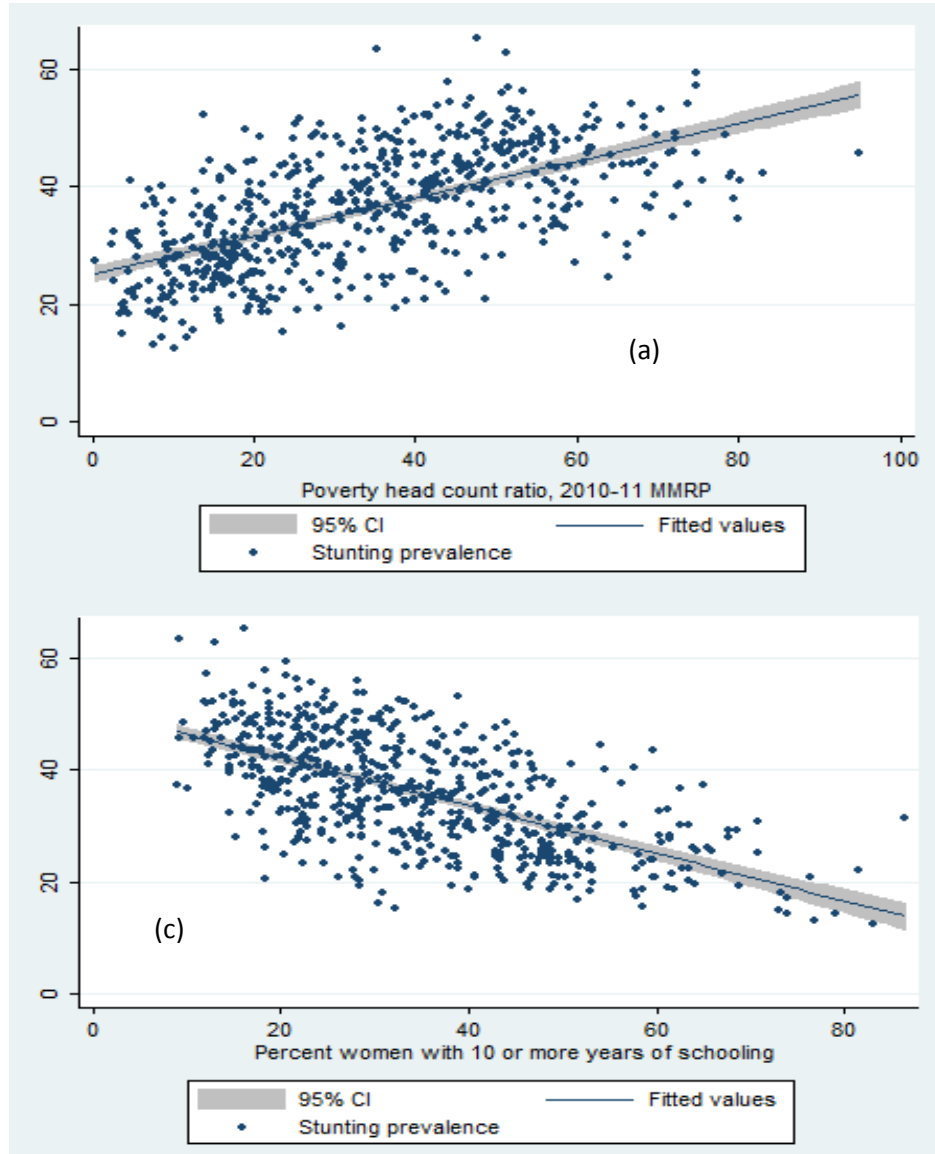 60
40
20
0
(a)
0 20 40 60 80 100
Poverty head count ratio, 2010-11 MMRP
95% CI Fitted values
Stunting prevalence
60
40
20
0
(c)
0 20 40 60 80
Percent women with 10 or more years of schooling
95% CI Fitted values
Stunting prevalence